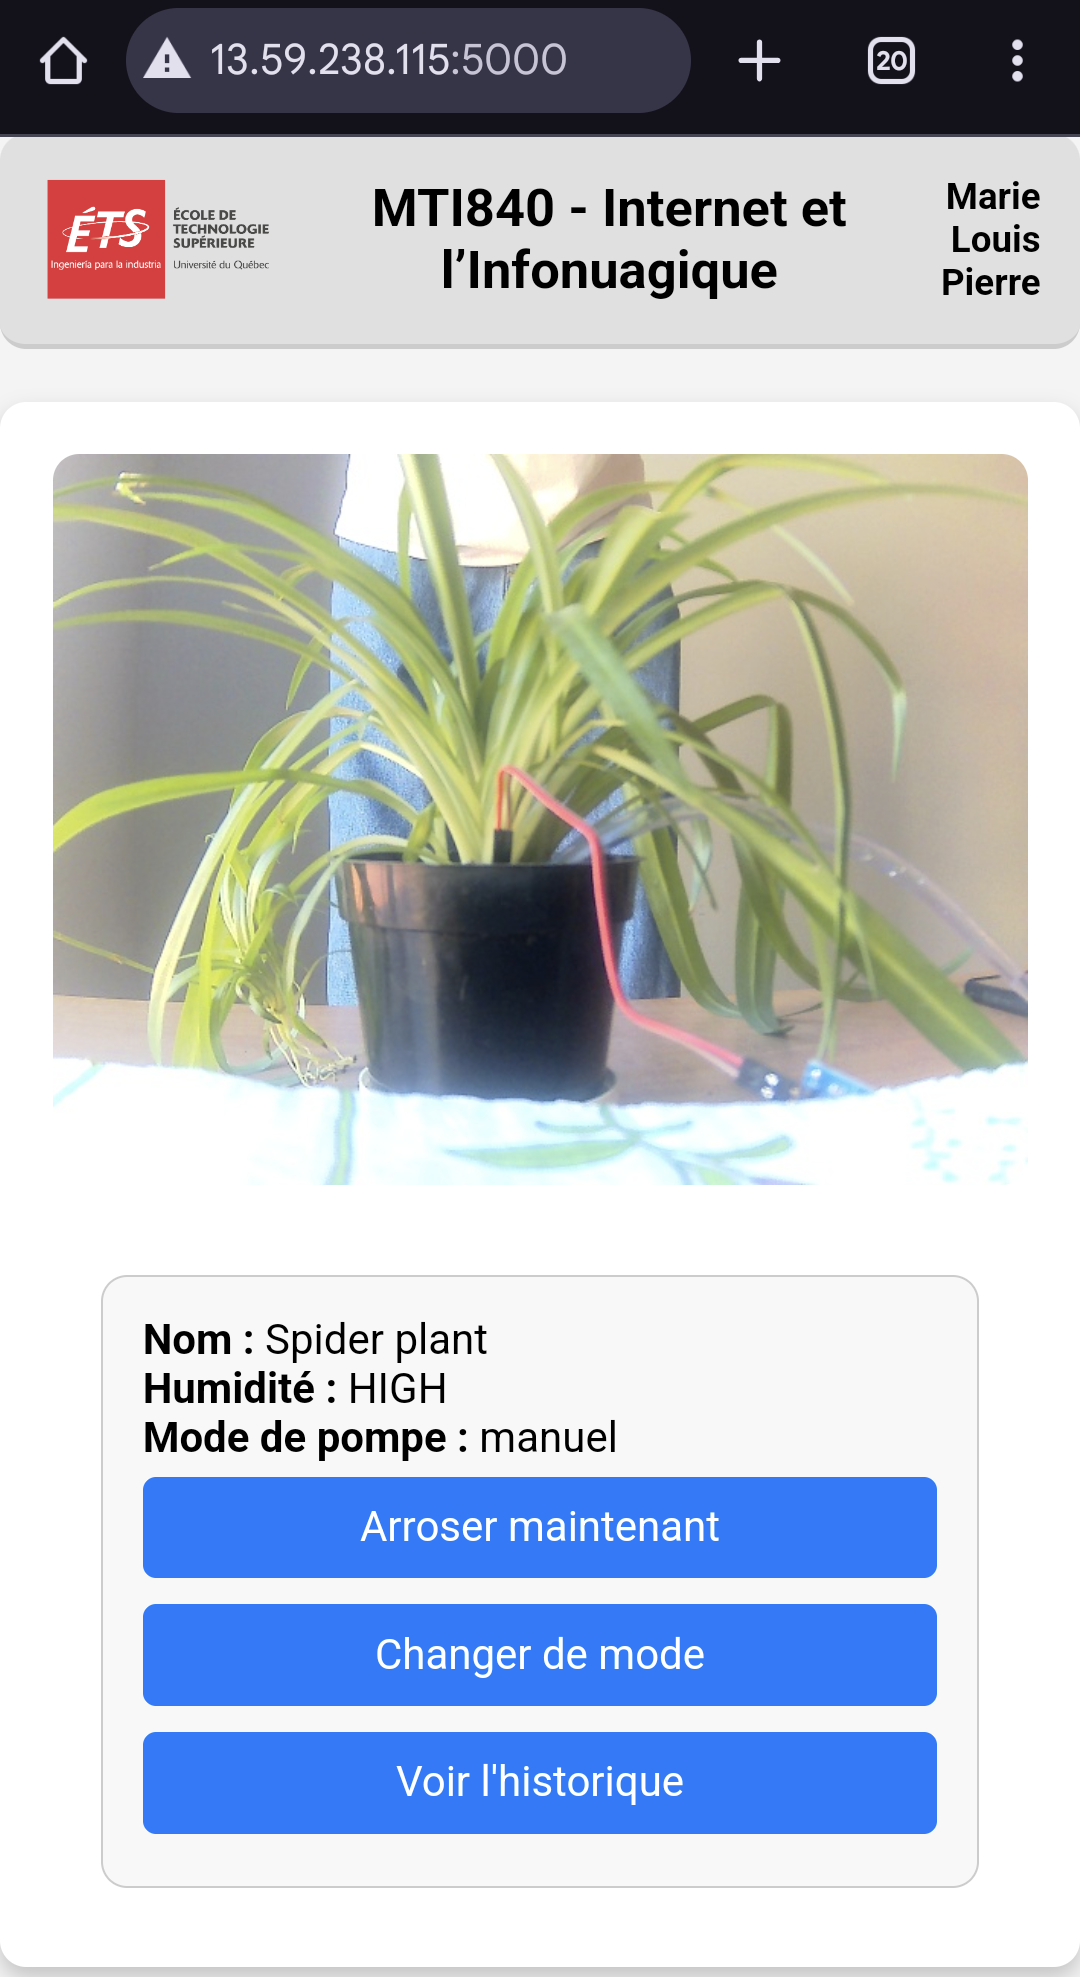 13.59.238.115:5000
20
ÉTS
Ingeniería para la industria
ÉCOLE DE
TECHNOLOGIE
SUPÉRIEURE
Université du Québec
MTI840 - Internet et
l’Infonuagique
Marie
Louis
Pierre
Nom : Spider plant
Humidité : HIGH
Mode de pompe : manuel
Arroser maintenant
Changer de mode
Voir l'historique